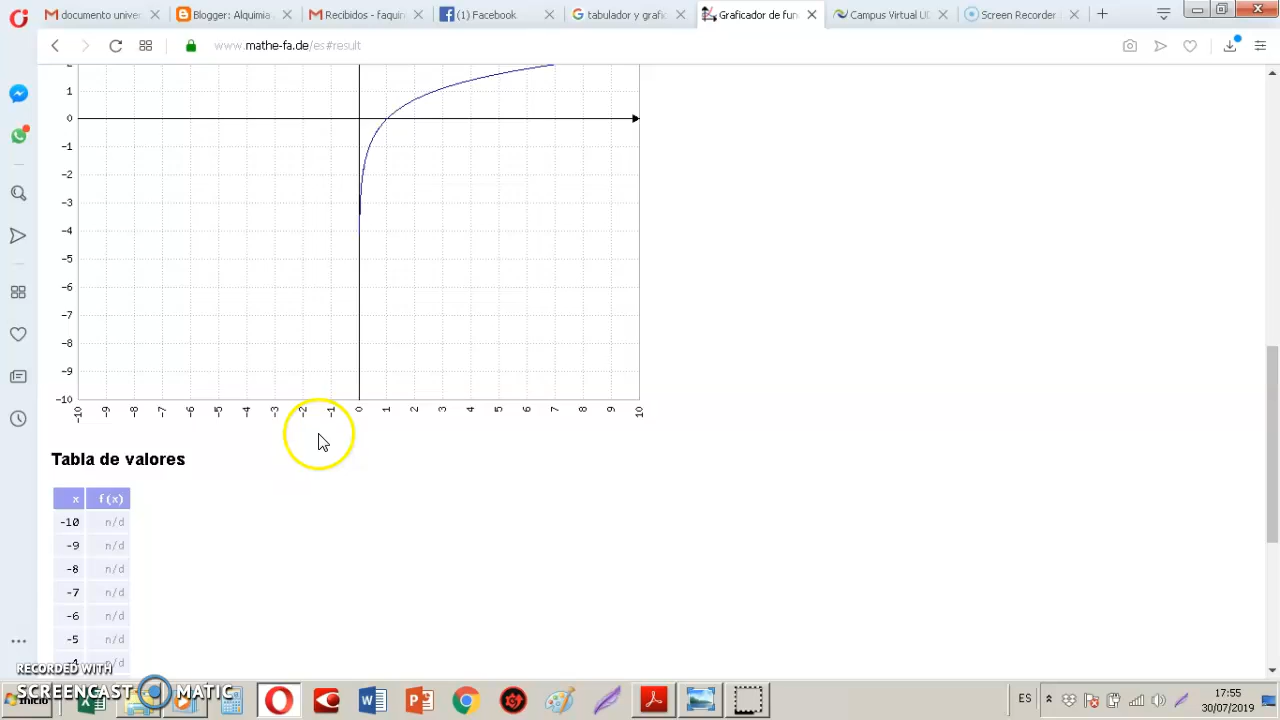 documento unive
Blogger: Alquimia
Recibidos - faquir
(1) Facebook
tabulador y grafi
Graficador de fun
Campus Virtual U
Screen Recorder
www.mathe-fa.de/es#result
1
0
-1
-2
-3
-4
-5
-6
-7
-8
-9
-10
-10 -9 -8 -7 -6 -5 -4 -3 -2 -1 0 1 2 3 4 5 6 7 8 9 10
Tabla de valores
x f(x)
-10 n/d
-9 n/d
-8 n/d
-7 n/d
-6 n/d
-5 n/d
-4 n/d
RECORDED WITH
SCREENCAST MATIC
Inicio
ES
17:55
30/07/2019